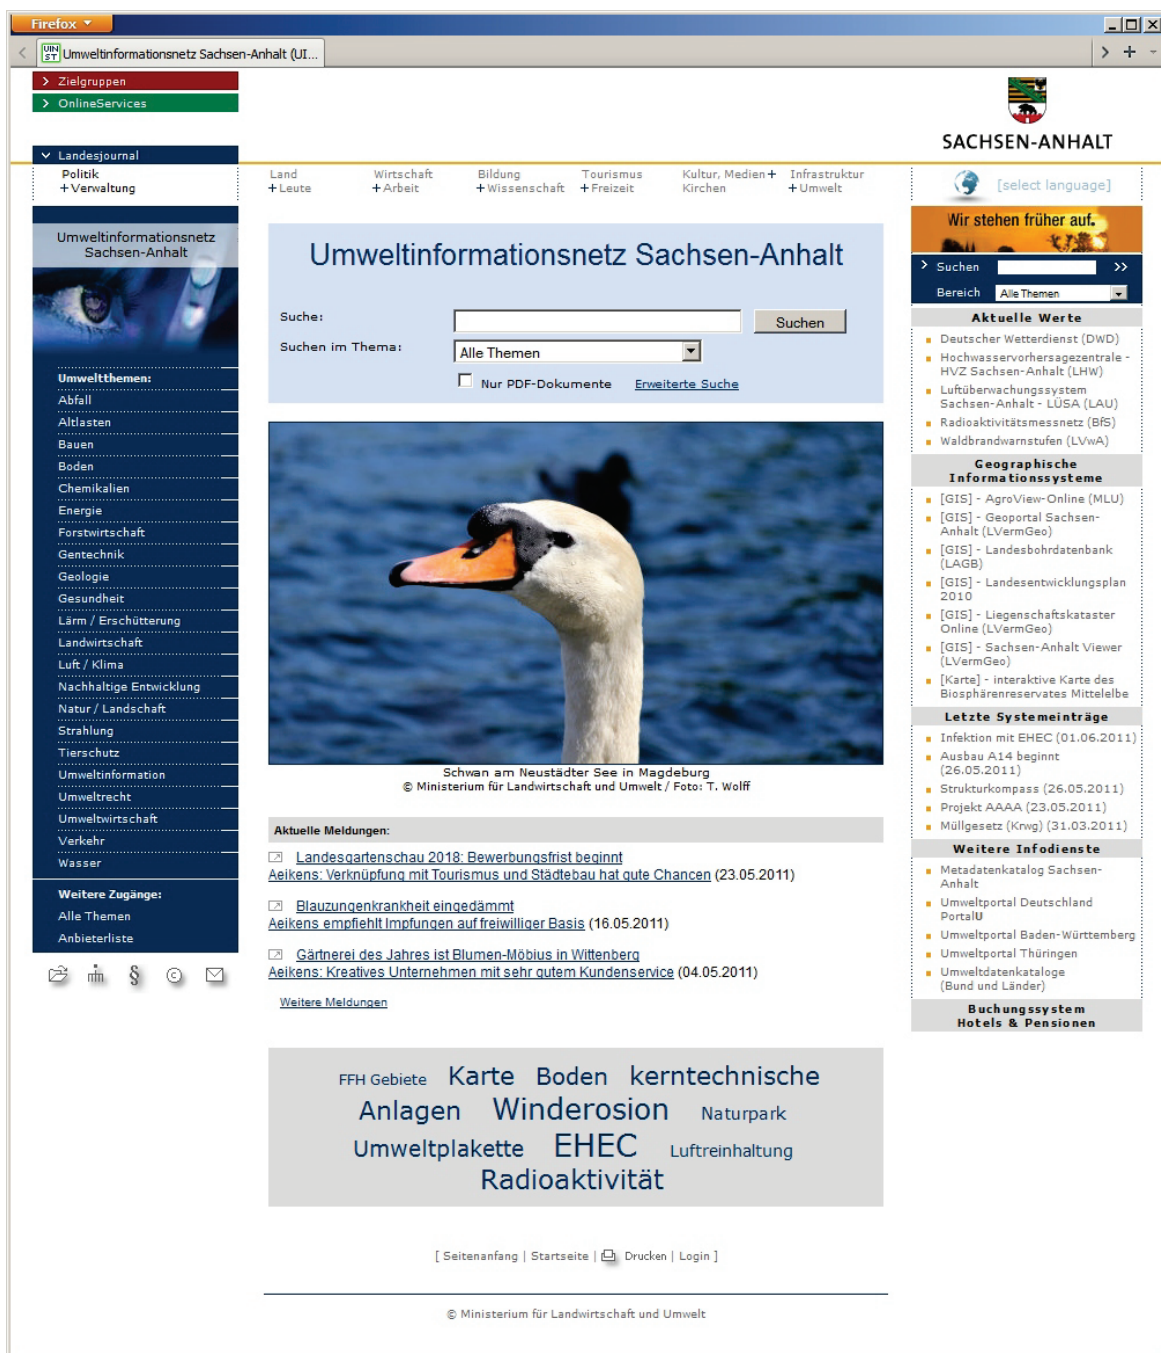 Firefox
Umweltinformationsnetz Sachsen-Anhalt (UI...
Zielgruppen
OnlineServices
SACHSEN-ANHALT
Landesjournal
Politik
+Verwaltung
Land
+Leute
Wirtschaft
+Arbeit
Bildung
+Wissenschaft
Tourismus
+Freizeit
Kultur, Medien+
Kirchen
Infrastruktur
+Umwelt
[select language]
Umweltinformationsnetz
Sachsen-Anhalt
Umweltthemen:
Abfall
Altlasten
Bauen
Boden
Chemikalien
Energie
Forstwirtschaft
Gentechnik
Geologie
Gesundheit
Lärm / Erschütterung
Landwirtschaft
Luft / Klima
Nachhaltige Entwicklung
Natur / Landschaft
Strahlung
Tierschutz
Umweltinformation
Umweltrecht
Umweltwirtschaft
Verkehr
Wasser
Weitere Zugänge:
Alle Themen
Anbieterliste
Umweltinformationsnetz Sachsen-Anhalt
Suche:
Suchen
Suchen im Thema:
Alle Themen
Nur PDF-Dokumente Erweiterte Suche
Schwan am Neustädter See in Magdeburg
© Ministerium für Landwirtschaft und Umwelt / Foto: T. Wolff
Aktuelle Meldungen:
Landesgartenschau 2018: Bewerbungsfrist beginnt
Aeikens: Verknüpfung mit Tourismus und Städtebau hat gute Chancen (23.05.2011)
Blauzungenkrankheit eingedämmt
Aeikens empfiehlt Impfungen auf freiwilliger Basis (16.05.2011)
Gärtnerei des Jahres ist Blumen-Möbius in Wittenberg
Aeikens: Kreatives Unternehmen mit sehr gutem Kundenservice (04.05.2011)
Weitere Meldungen
FFH Gebiete Karte Boden kerntechnische
Anlagen Winderosion Naturpark
Umweltplakette EHEC Luftreinhaltung
Radioaktivität
[ Seitenanfang | Startseite | Drucken | Login ]
© Ministerium für Landwirtschaft und Umwelt
Wir stehen früher auf.
Suchen >>
Bereich Alle Themen
Aktuelle Werte
Deutscher Wetterdienst (DWD)
Hochwasservorhersagezentrale -
HVZ Sachsen-Anhalt (LHW)
Luftüberwachungssystem
Sachsen-Anhalt - LÜSA (LAU)
Radioaktivitätsmessnetz (BfS)
Waldbrandwarnstufen (LVwA)
Geographische
Informationssysteme
[GIS] - AgroView-Online (MLU)
[GIS] - Geoportal Sachsen-
Anhalt (LVermGeo)
[GIS] - Landesbohrdatenbank
(LAGB)
[GIS] - Landesentwicklungsplan
2010
[GIS] - Liegenschaftskataster
Online (LVermGeo)
[GIS] - Sachsen-Anhalt Viewer
(LVermGeo)
[Karte] - interaktive Karte des
Biosphärenreservates Mittelelbe
Letzte Systemeinträge
Infektion mit EHEC (01.06.2011)
Ausbau A14 beginnt
(26.05.2011)
Strukturkompass (26.05.2011)
Projekt AAAA (23.05.2011)
Müllgesetz (Krwg) (31.03.2011)
Weitere Infodienste
Metadatenkatalog Sachsen-
Anhalt
Umweltportal Deutschland
PortalU
Umweltportal Baden-Württemberg
Umweltportal Thüringen
Umweltdatenkataloge
(Bund und Länder)
Buchungssystem
Hotels & Pensionen